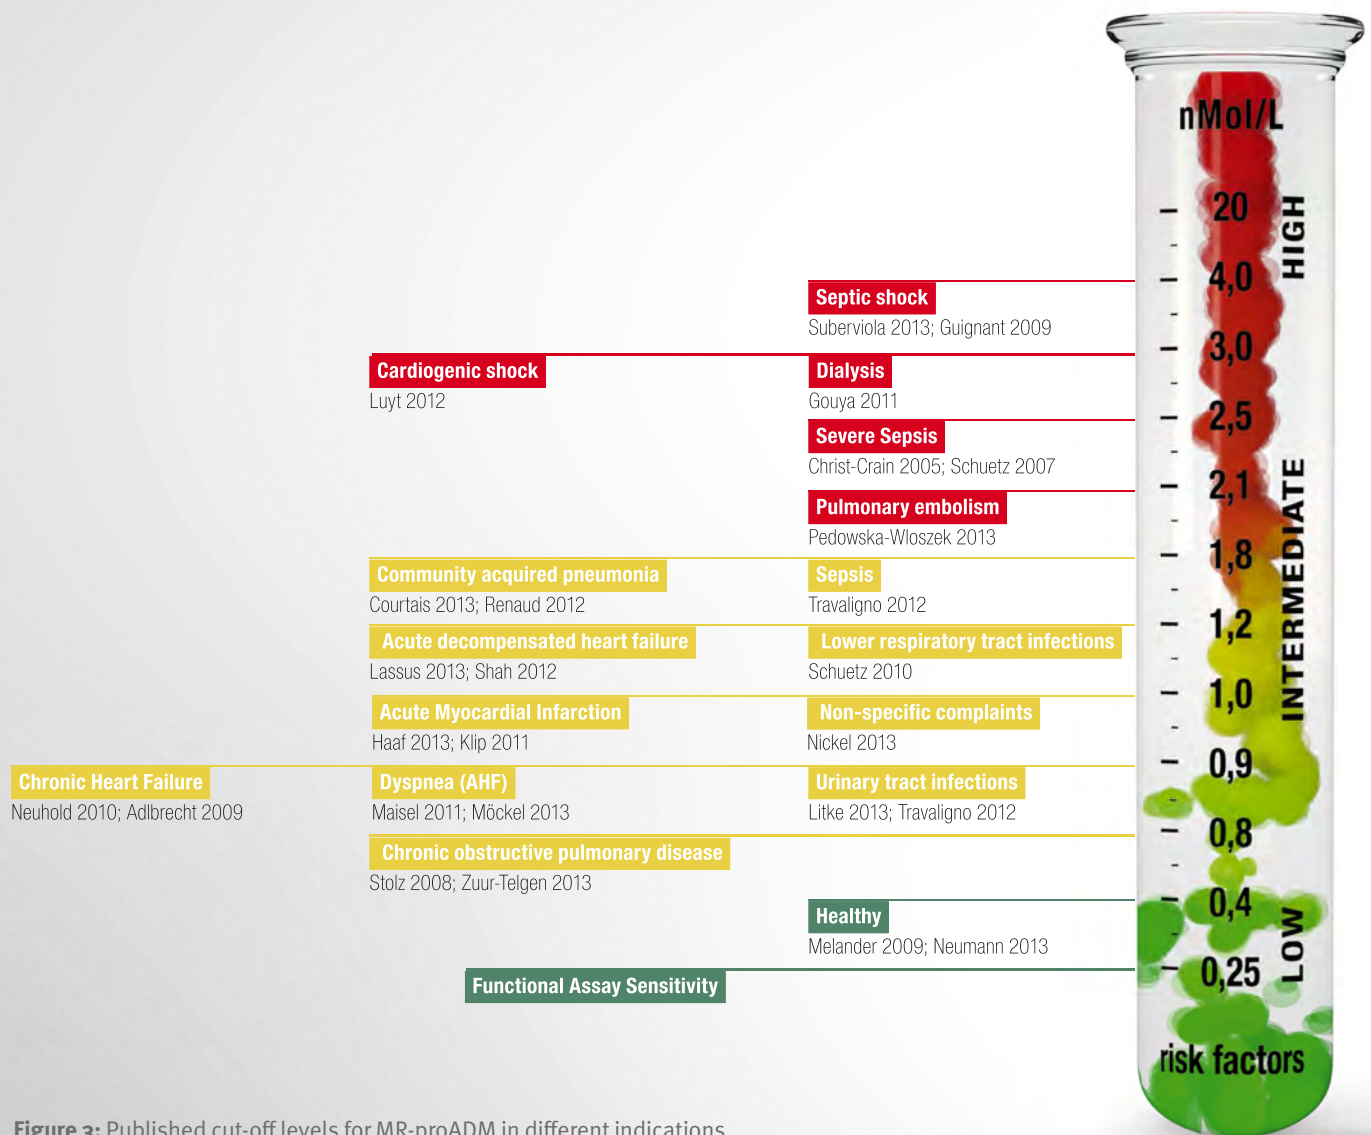 nMol/L
20
HIGH
4,0
Septic shock
Suberviola 2013; Guignant 2009
3,0
Cardiogenic shock
Luyt 2012
Dialysis
Gouya 2011
2,5
Severe Sepsis
Christ-Crain 2005; Schuetz 2007
2,1
INTERMEDIATE
Pulmonary embolism
Pedowska-Wloszek 2013
1,8
Community acquired pneumonia
Courtais 2013; Renaud 2012
Sepsis
Travaligno 2012
1,2
Acute decompensated heart failure
Lassus 2013; Shah 2012
Lower respiratory tract infections
Schuetz 2010
1,0
Acute Myocardial Infarction
Haaf 2013; Klip 2011
Non-specific complaints
Nickel 2013
0,9
Chronic Heart Failure
Neuhold 2010; Adlbrecht 2009
Dyspnea (AHF)
Maisel 2011; Möckel 2013
Urinary tract infections
Litke 2013; Travaligno 2012
0,8
Chronic obstructive pulmonary disease
Stolz 2008; Zuur-Telgen 2013
0,4
LOW
Healthy
Melander 2009; Neumann 2013
0,25
Functional Assay Sensitivity
risk factors
Figure 3: Published cut-off levels for MR-proADM in different indications